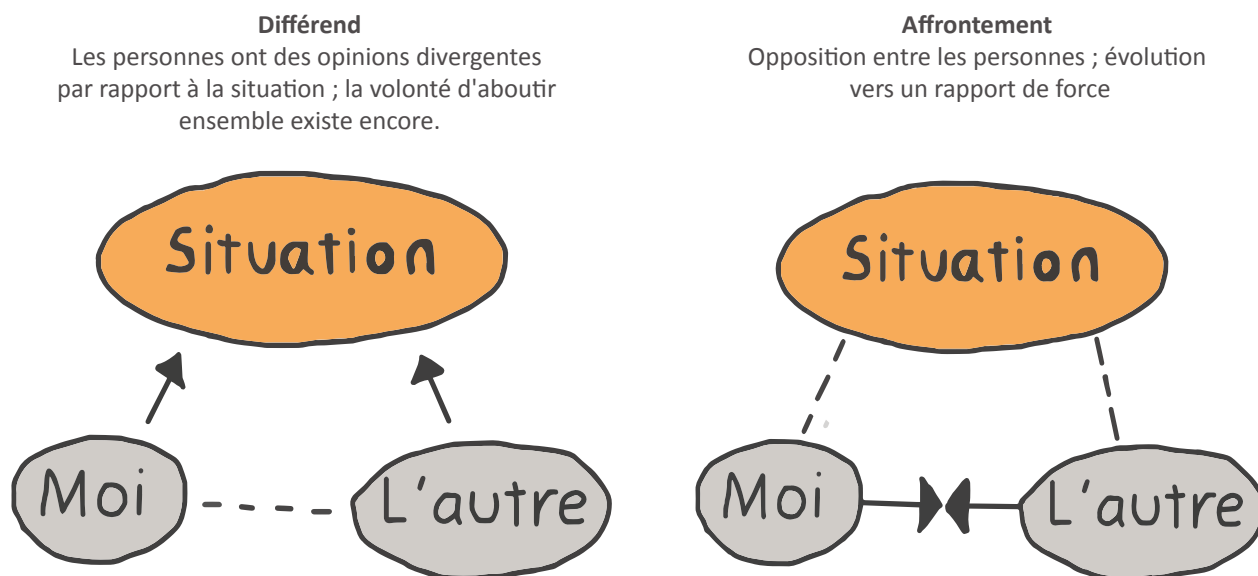 Différend
Les personnes ont des opinions divergentes
par rapport à la situation ; la volonté d'aboutir
ensemble existe encore.
Situation
Moi
L'autre
Affrontement
Opposition entre les personnes ; évolution
vers un rapport de force
Situation
Moi
L'autre